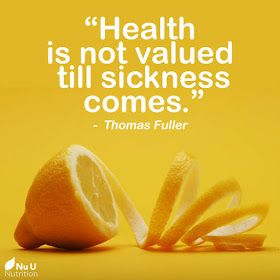 “Health
is not valued
till sickness
comes.”
- Thomas Fuller
Nu U
Nutrition